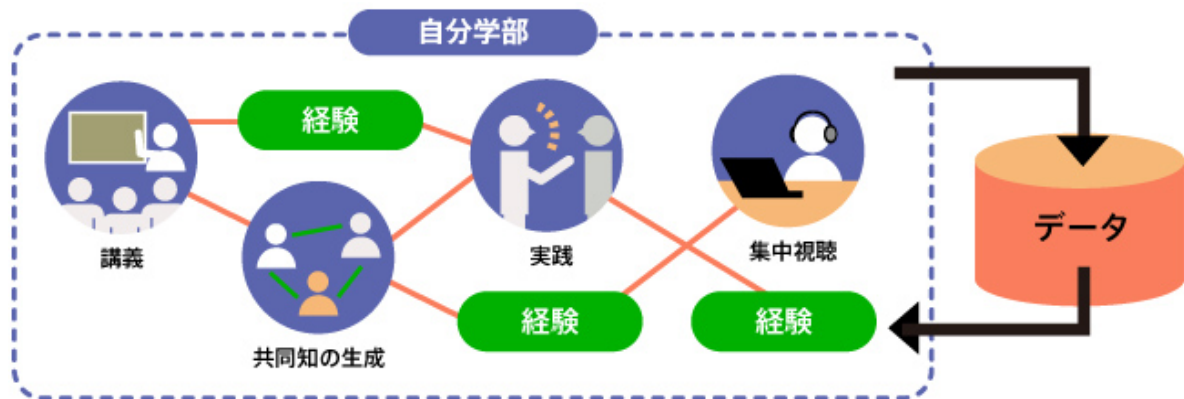 自分学部
経験
講義
実践
集中視聴
データ
共同知の生成
経験
経験